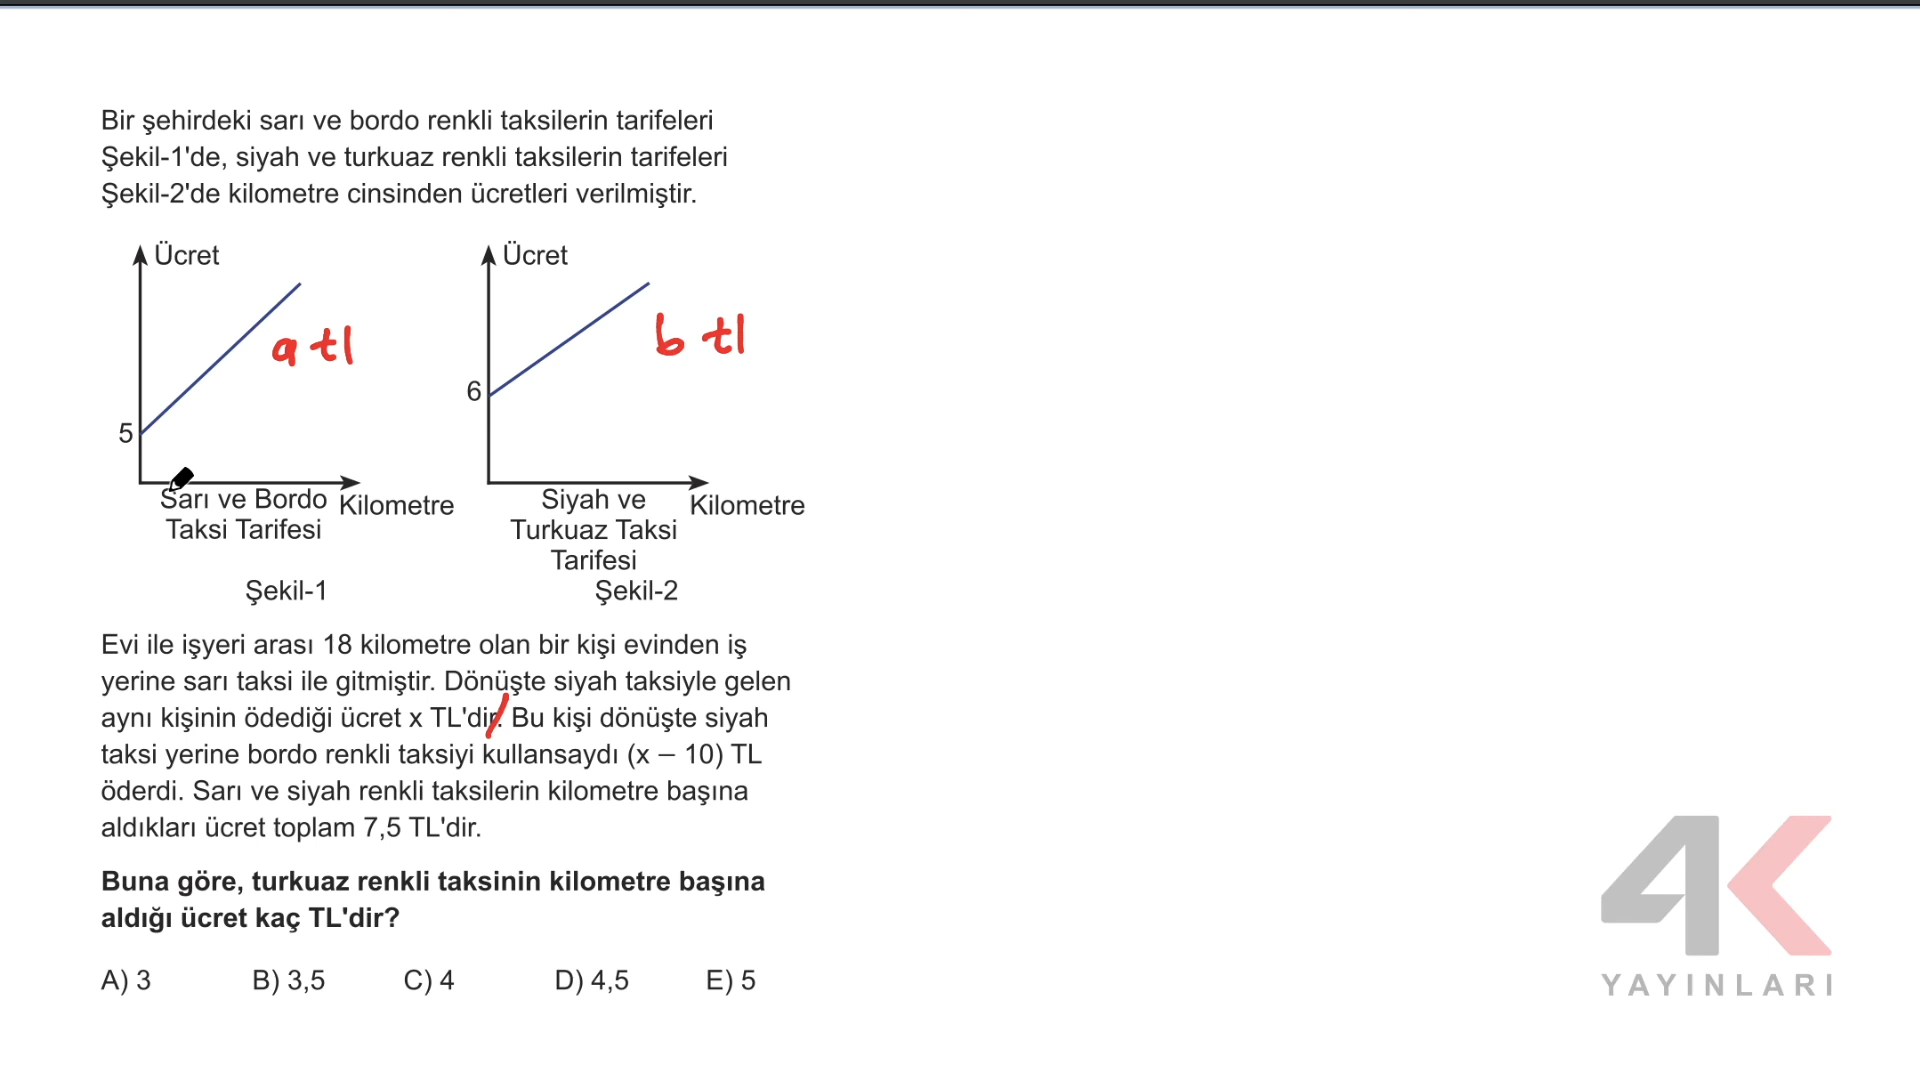 Bir şehirdeki sarı ve bordo renkli taksilerin tarifeleri
Şekil-1'de, siyah ve turkuaz renkli taksilerin tarifeleri
Şekil-2'de kilometre cinsinden ücretleri verilmiştir.
Ücret
a tl
5
Sarı ve Bordo
Taksi Tarifesi
Kilometre
Şekil-1
Ücret
b tl
6
Siyah ve
Turkuaz Taksi
Tarifesi
Kilometre
Şekil-2
Evi ile işyeri arası 18 kilometre olan bir kişi evinden iş
yerine sarı taksi ile gitmiştir. Dönüşte siyah taksiyle gelen
aynı kişinin ödediği ücret x TL'dir. Bu kişi dönüşte siyah
taksi yerine bordo renkli taksiyi kullansaydı (x – 10) TL
öderdi. Sarı ve siyah renkli taksilerin kilometre başına
aldıkları ücret toplam 7,5 TL'dir.
Buna göre, turkuaz renkli taksinin kilometre başına
aldığı ücret kaç TL'dir?
A) 3 B) 3,5 C) 4 D) 4,5 E) 5
4K
YAYINLARI